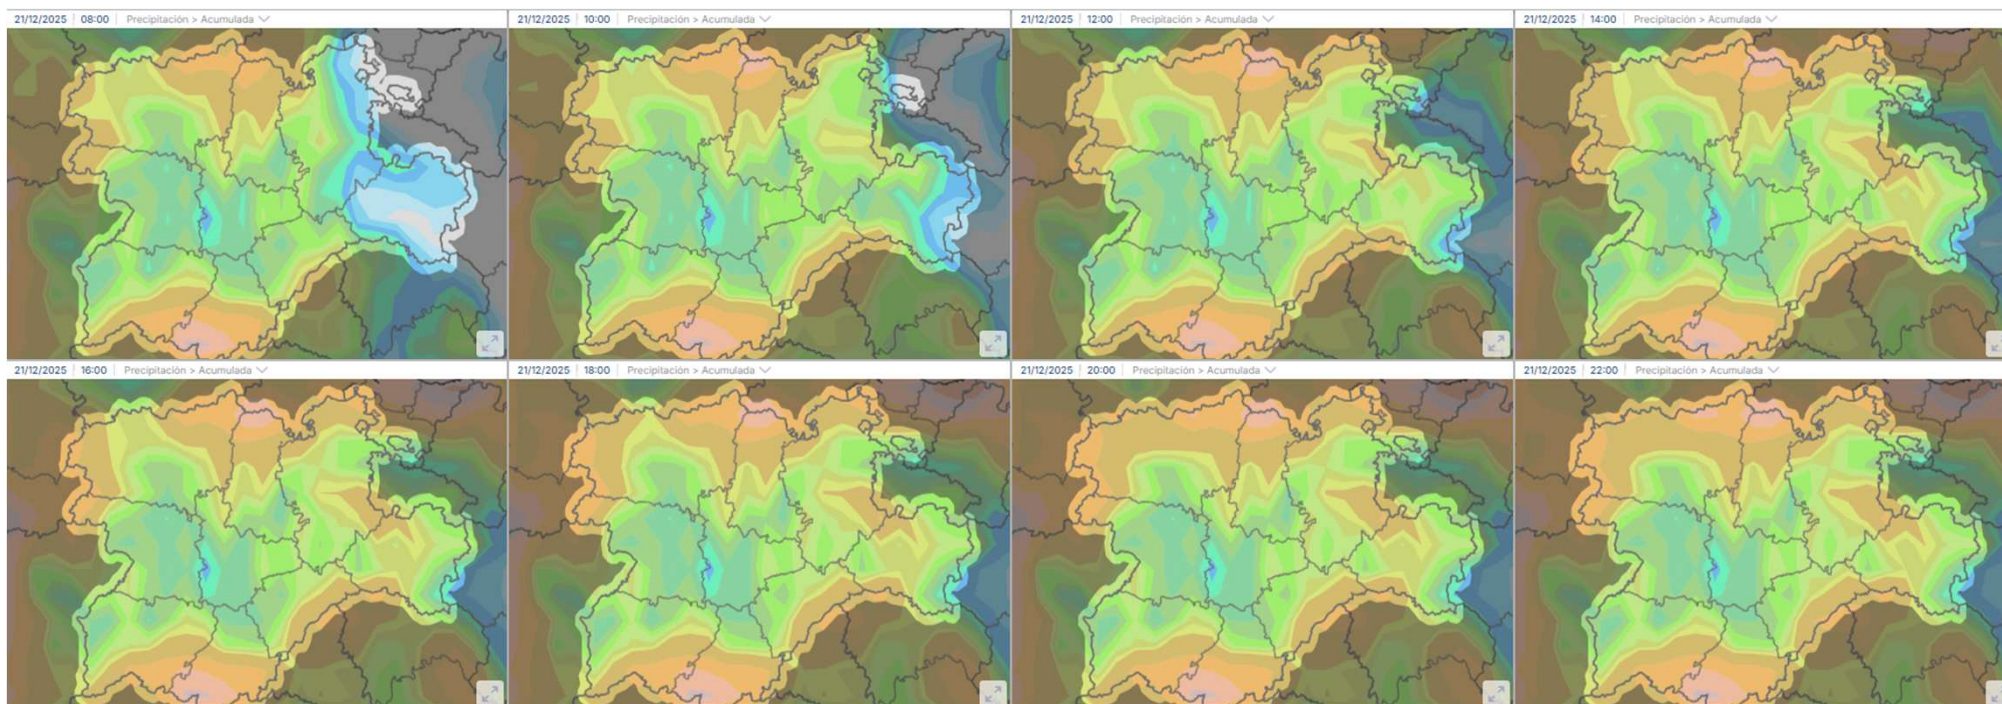 21/12/2025 08:00 Precipitación > Acumulada
21/12/2025 10:00 Precipitación > Acumulada
21/12/2025 12:00 Precipitación > Acumulada
21/12/2025 14:00 Precipitación > Acumulada
21/12/2025 16:00 Precipitación > Acumulada
21/12/2025 18:00 Precipitación > Acumulada
21/12/2025 20:00 Precipitación > Acumulada
21/12/2025 22:00 Precipitación > Acumulada